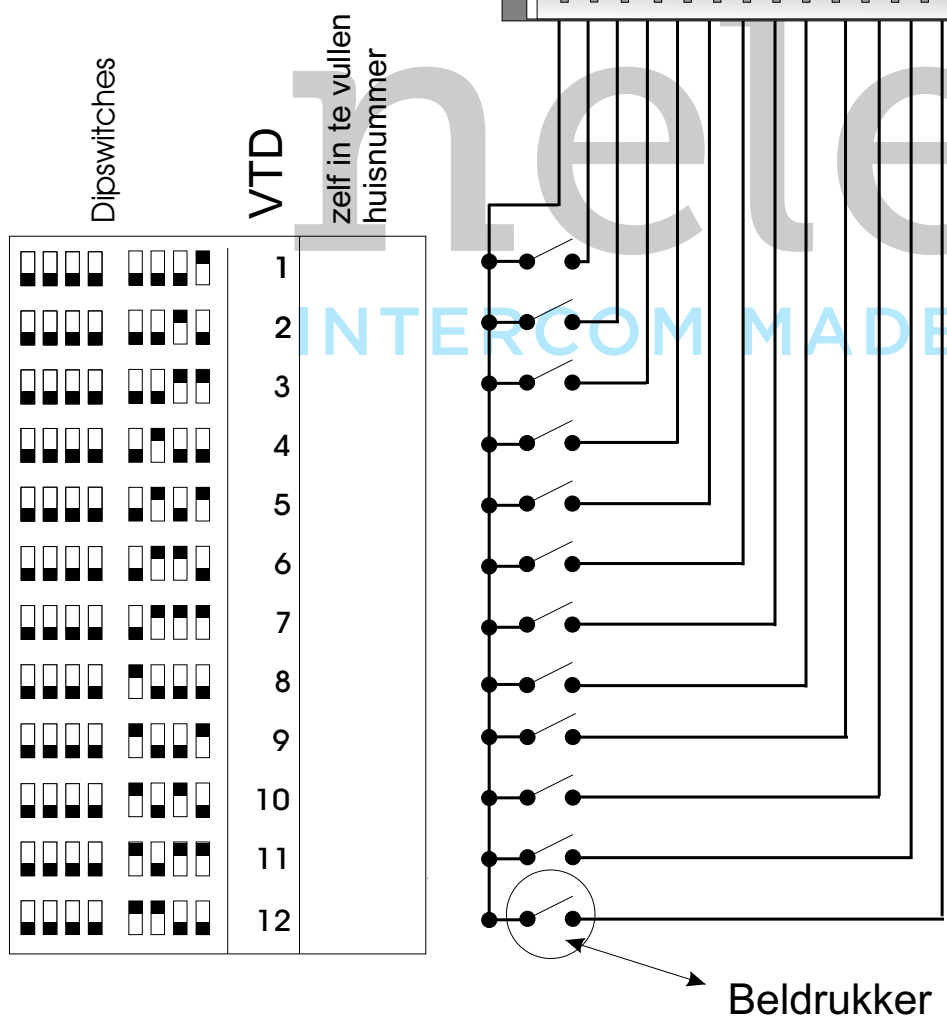 nele
INTERCOM MADE
Dipswitches
VTD
zelf in te vullen
huisnummer
1
2
3
4
5
6
7
8
9
10
11
12
Beldrukker